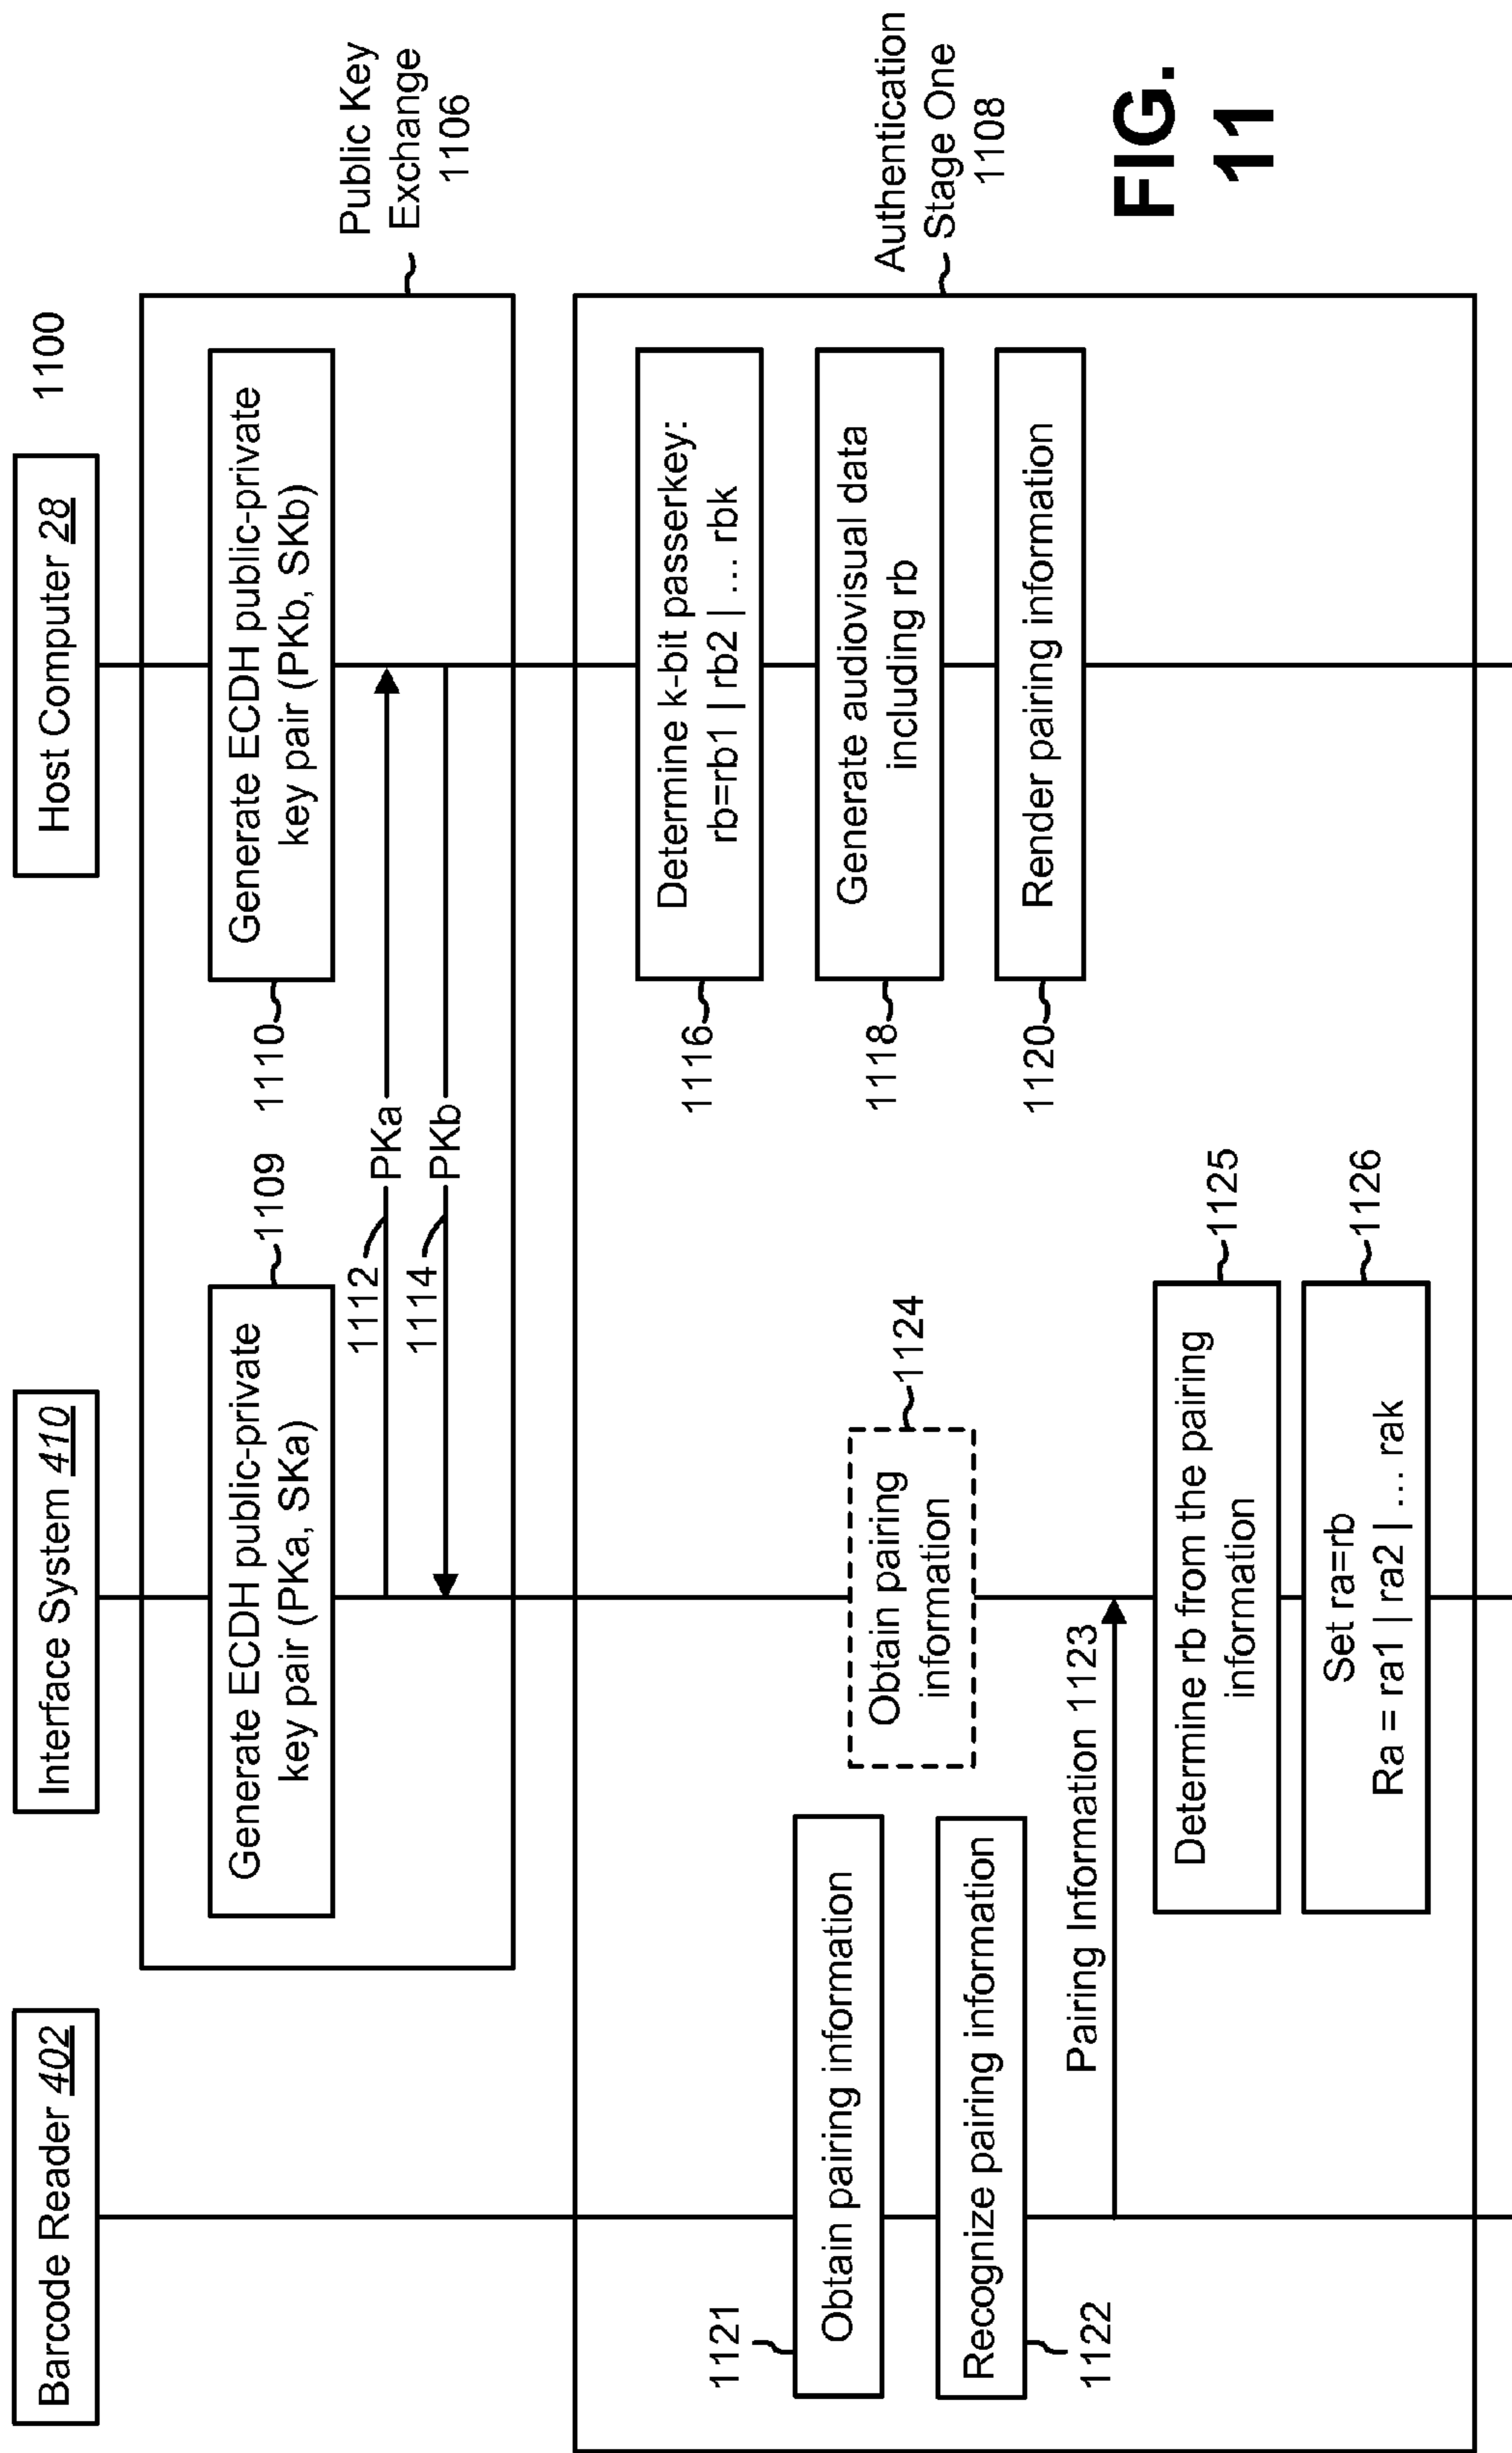 Barcode Reader 402
Interface System 410
Host Computer 28
1100
Generate ECDH public-private
key pair (PKa, SKa)
1109
Generate ECDH public-private
key pair (PKb, SKb)
1110
Public Key
Exchange
1106
1112
PKa
1114
PKb
Authentication
Stage One
1108
Determine k-bit passerkey:
rb=rb1 | rb2 | ... rbk
1116
Generate audiovisual data
including rb
1118
Render pairing information
1120
Obtain pairing information
1121
Recognize pairing information
1122
Obtain pairing
information
1124
Pairing Information 1123
Determine rb from the pairing
information
1125
Set ra=rb
Ra = ra1 | ra2 | ... rak
1126
FIG.
11